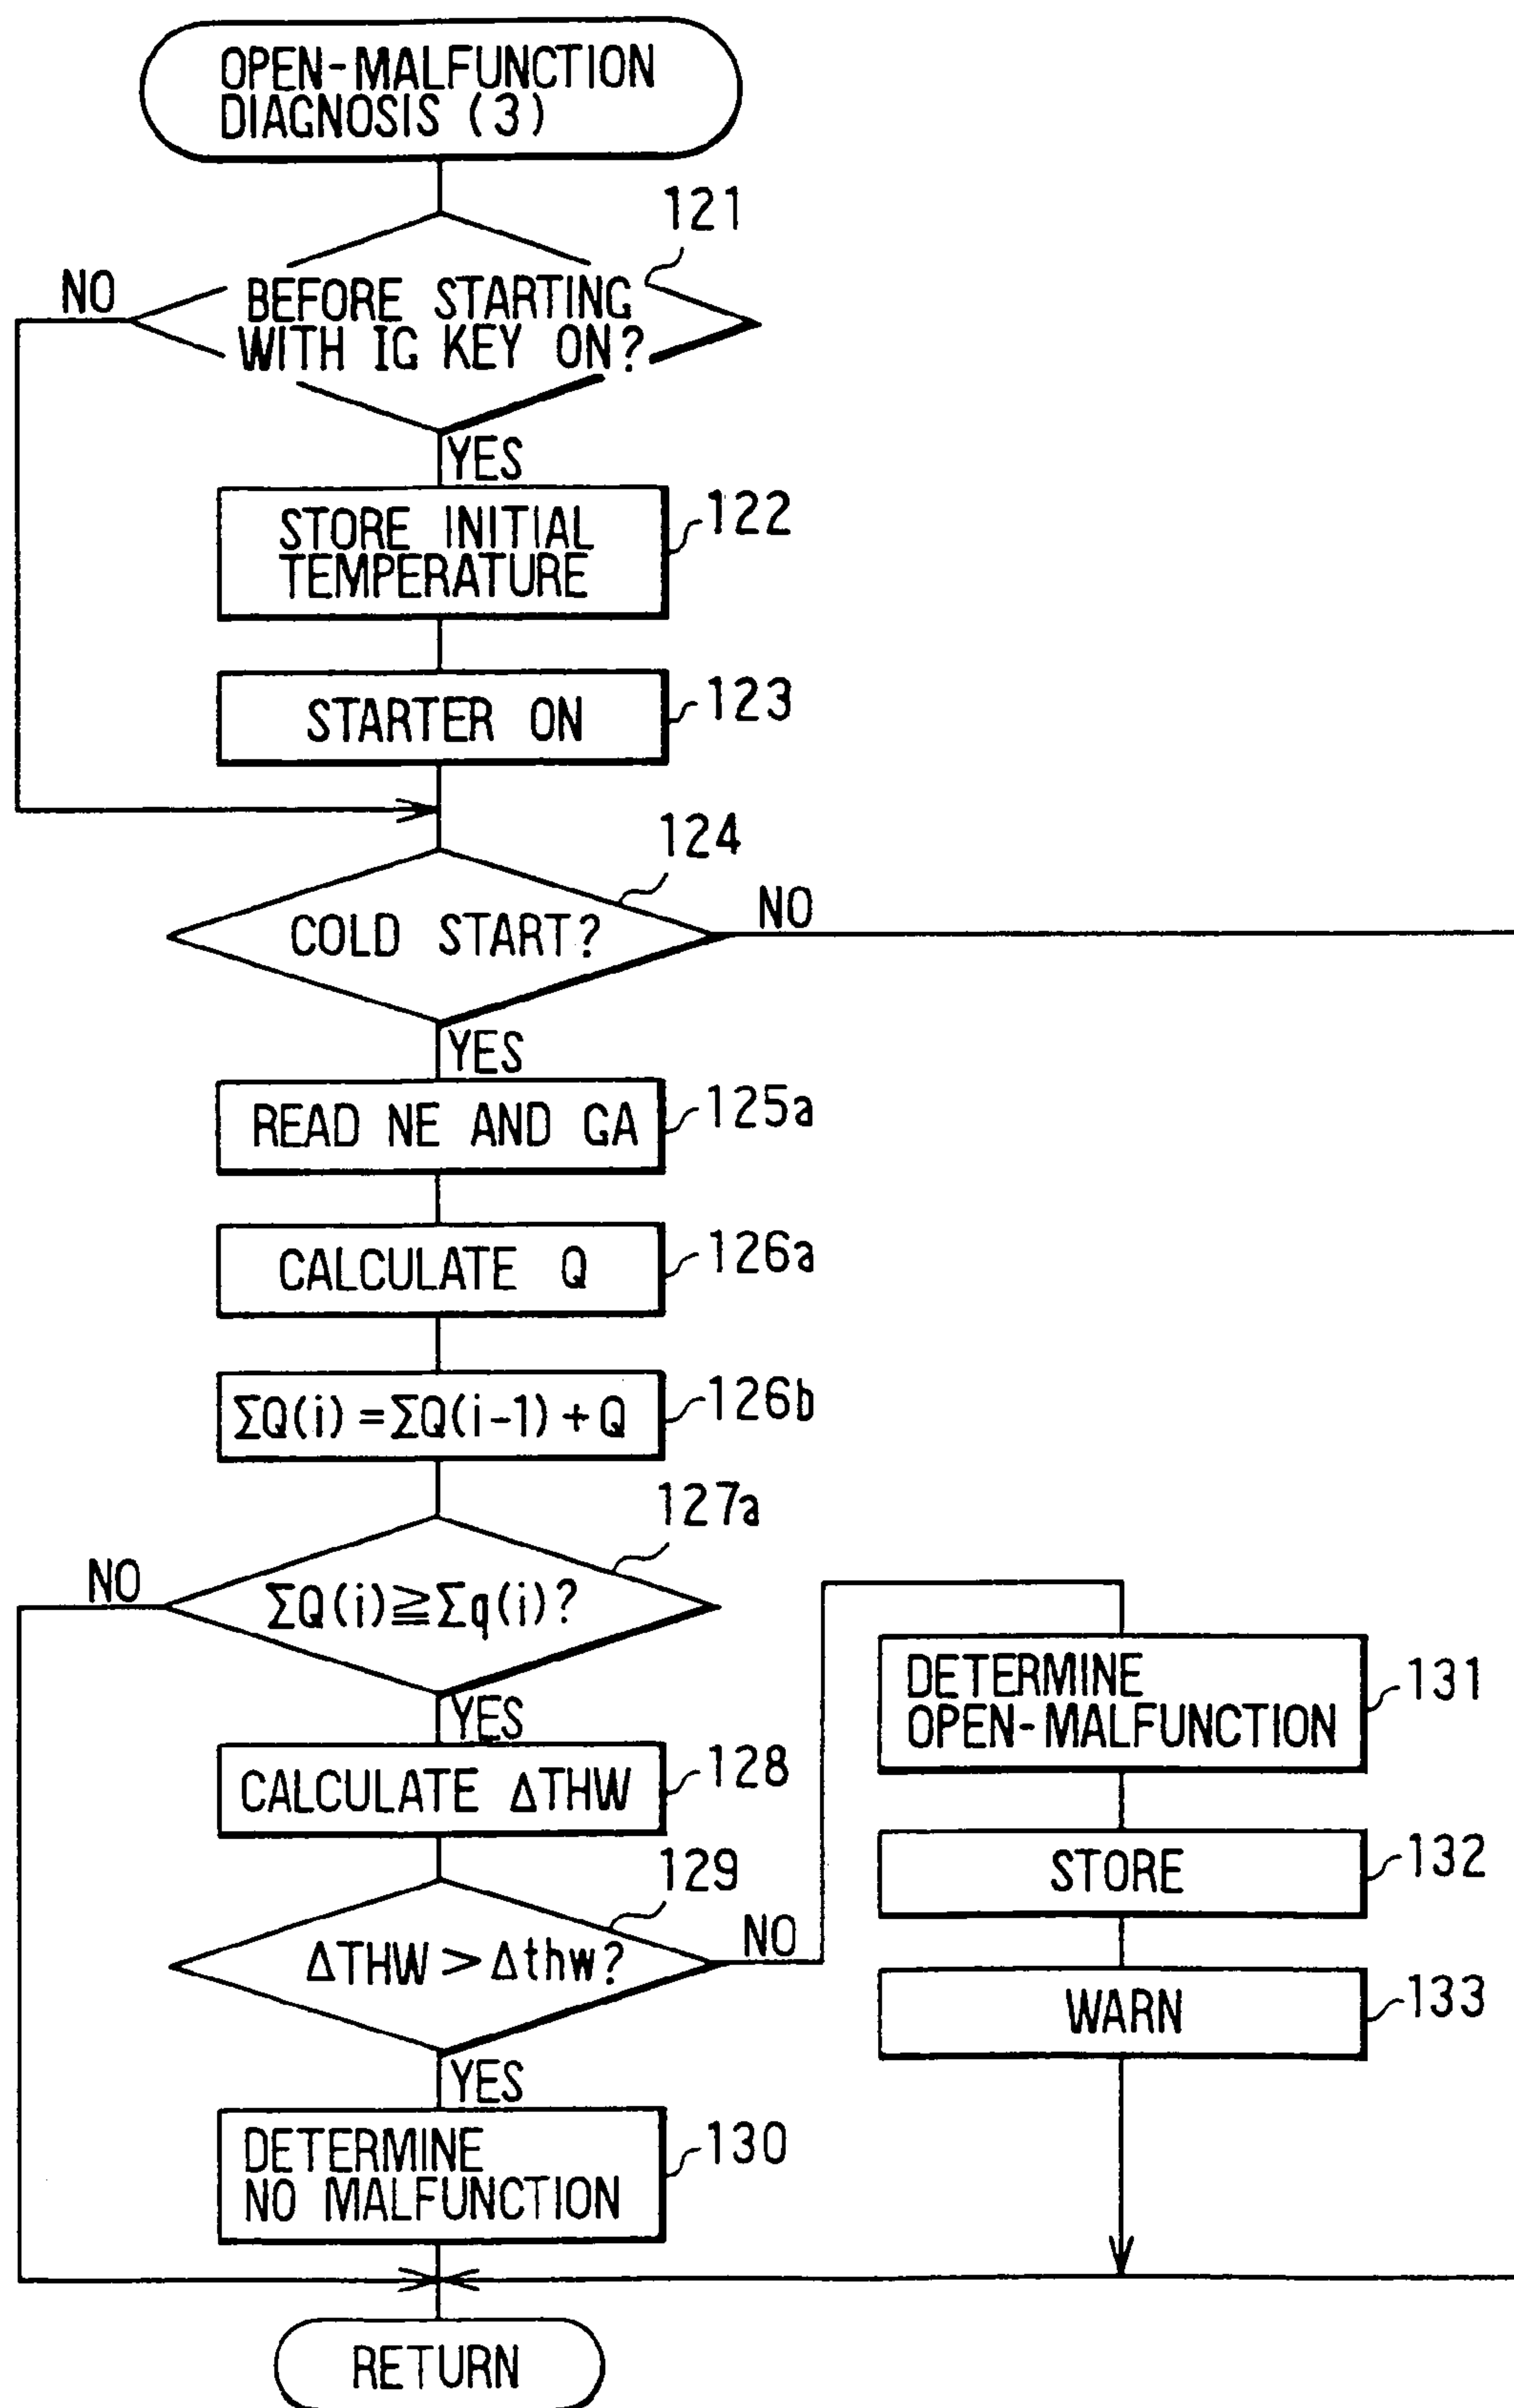 OPEN-MALFUNCTION
DIAGNOSIS (3)
121
NO
BEFORE STARTING
WITH IG KEY ON?
YES
STORE INITIAL
TEMPERATURE
122
STARTER ON
123
124
COLD START?
NO
YES
READ NE AND GA
125a
CALCULATE Q
126a
ΣQ(i)=ΣQ(i-1)+Q
126b
127a
NO
ΣQ(i)≧Σq(i)?
YES
CALCULATE ΔTHW
128
129
ΔTHW>Δthw?
NO
YES
DETERMINE
NO MALFUNCTION
130
DETERMINE
OPEN-MALFUNCTION
131
STORE
132
WARN
133
RETURN